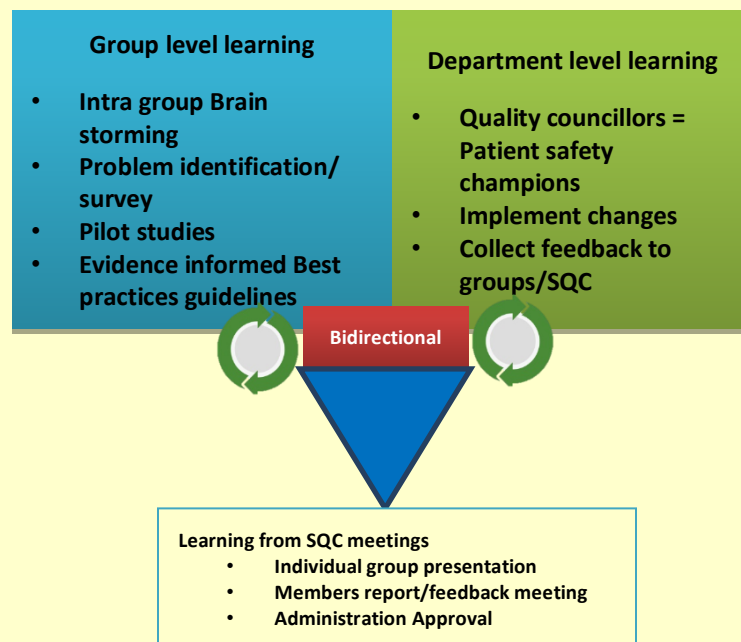 Group level learning
• Intra group Brain
storming
• Problem identification/
survey
• Pilot studies
• Evidence informed Best
practices guidelines
Department level learning
• Quality councillors =
Patient safety
champions
• Implement changes
• Collect feedback to
groups/SQC
Bidirectional
Learning from SQC meetings
• Individual group presentation
• Members report/feedback meeting
• Administration Approval